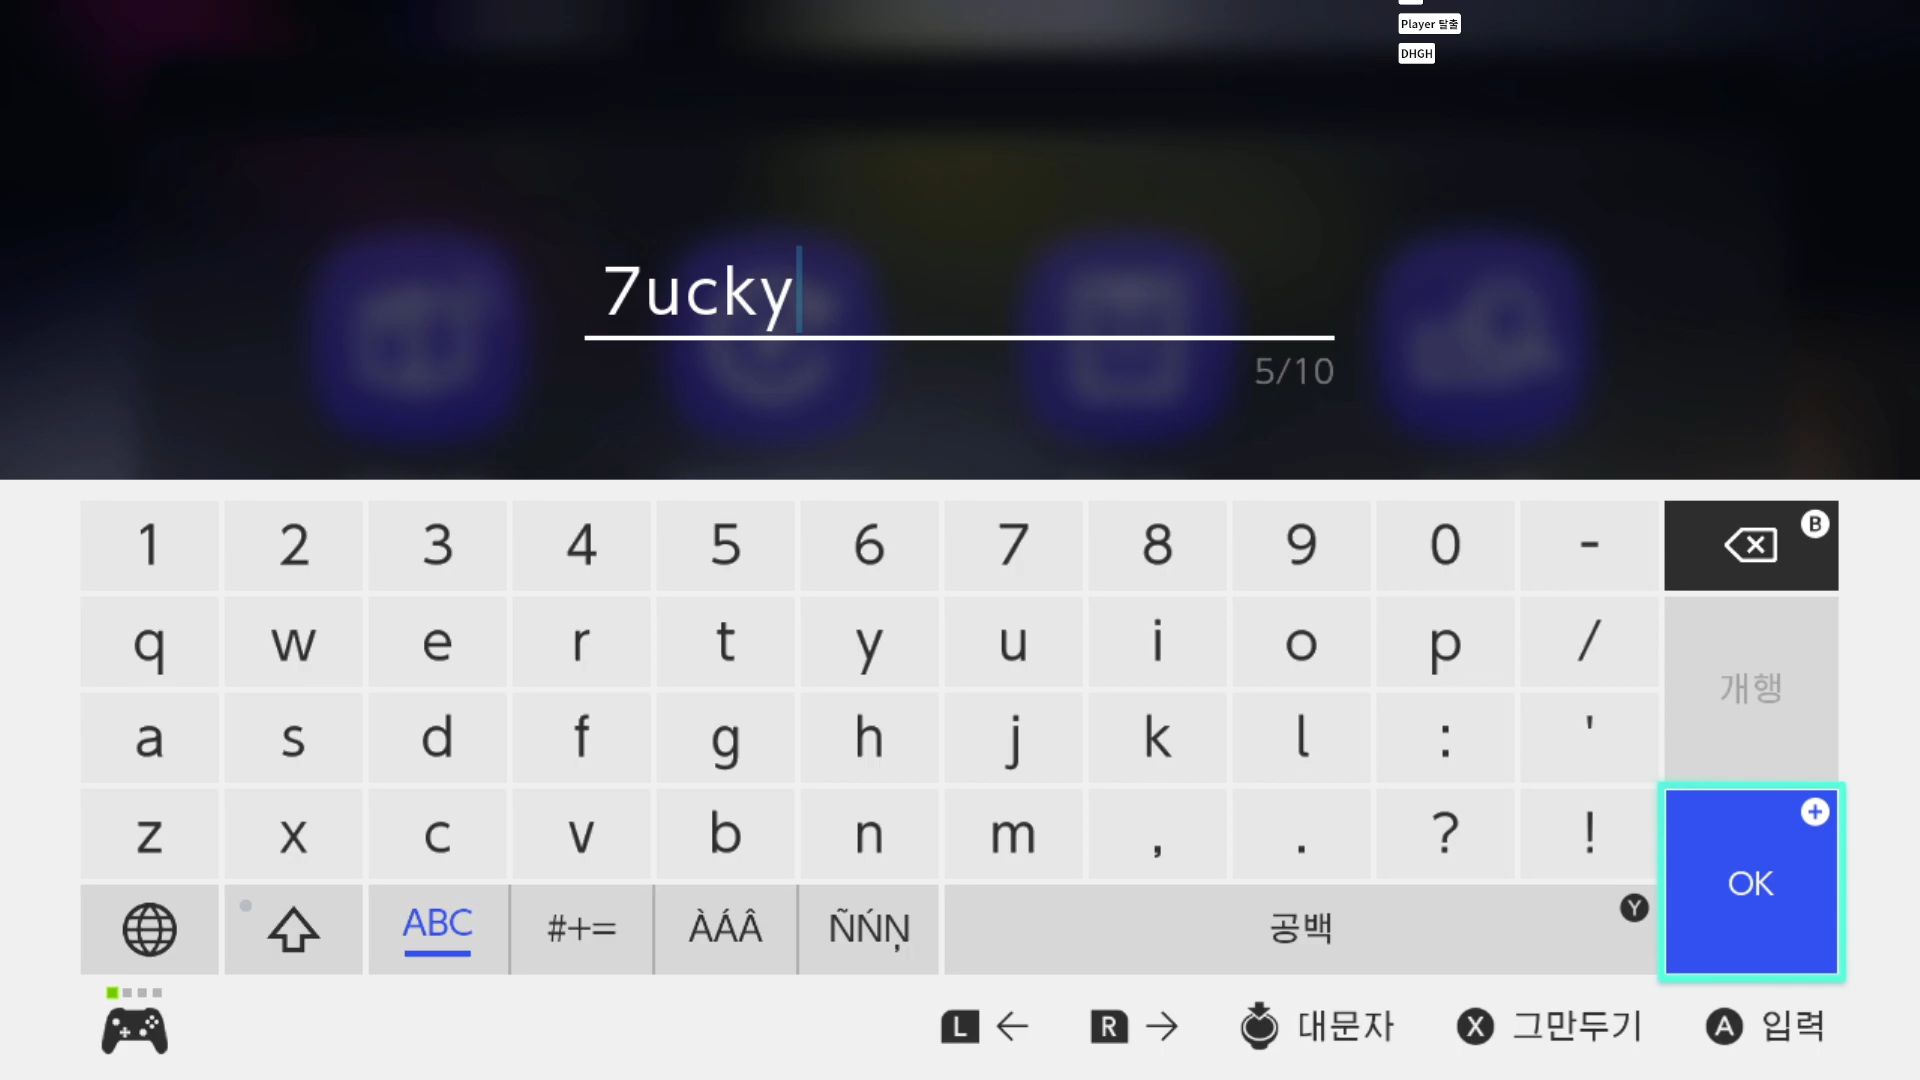 Player 탈출
DHGH
7ucky
5/10
1 2 3 4 5 6 7 8 9 0 - B
q w e r t y u i o p /
개행
a s d f g h j k l : '
z x c v b n m , . ? ! +
OK
ABC #+= ÀÁÂ ÑŃŅ 공백 Y
L ← R → 대문자 X 그만두기 A 입력